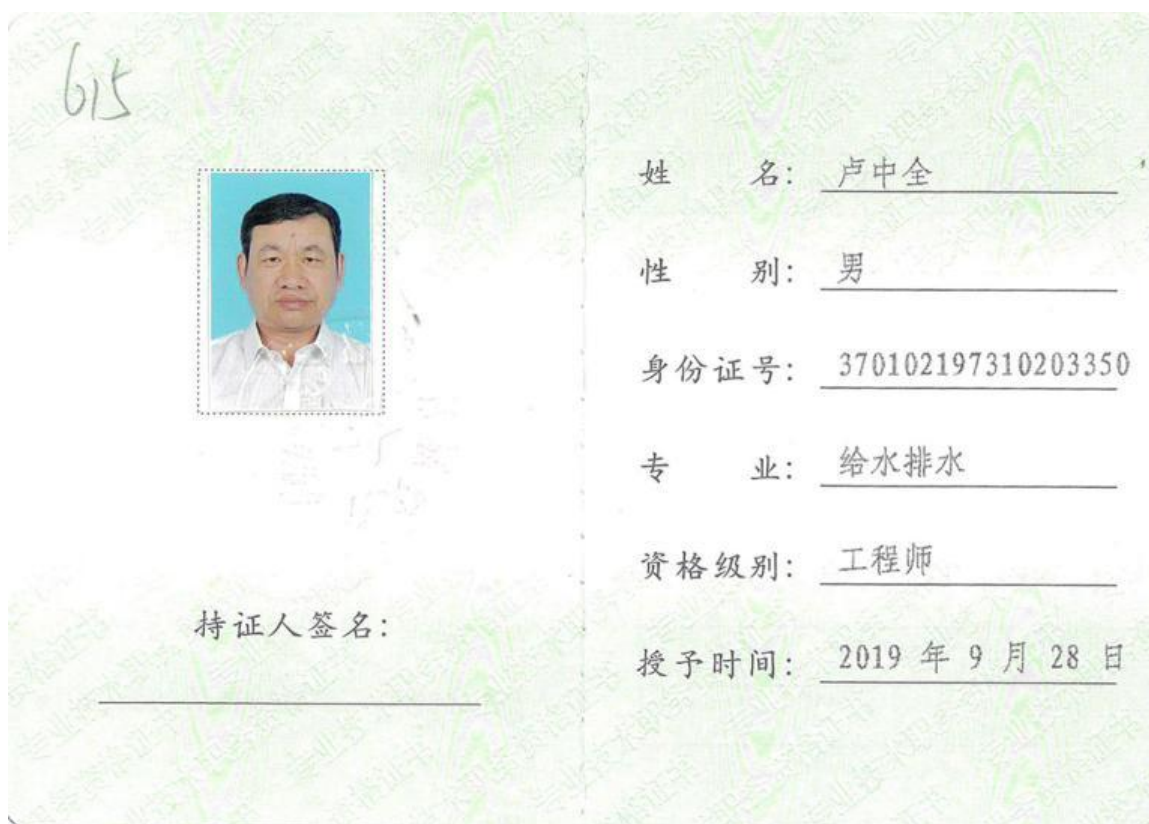 615
持证人签名:
姓 名: 卢中全
性 别: 男
身份证号: 370102197310203350
专 业: 给水排水
资格级别: 工程师
授予时间: 2019 年 9 月 28 日